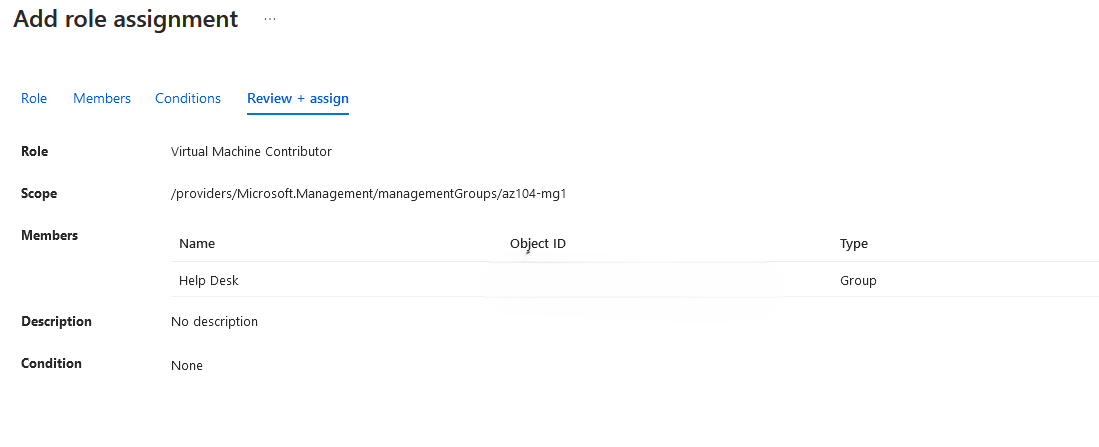 Add role assignment ...
Role Members Conditions Review + assign
Role Virtual Machine Contributor
Scope /providers/Microsoft.Management/managementGroups/az104-mg1
Members
Name Object ID Type
Help Desk Group
Description No description
Condition None